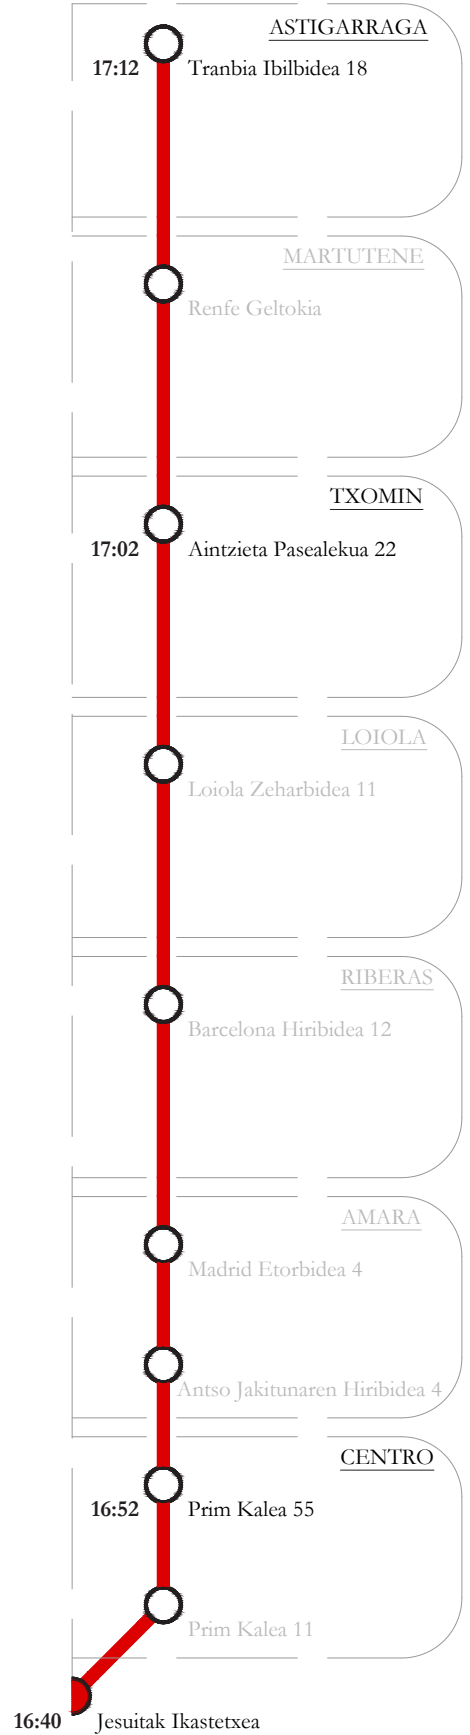 ASTIGARRAGA
17:12 Tranbia Ibilbidea 18
MARTUTENE
Renfe Geltokia
TXOMIN
17:02 Aintzieta Pasealekua 22
LOIOLA
Loiola Zeharbidea 11
RIBERAS
Barcelona Hiribidea 12
AMARA
Madrid Etorbidea 4
Antso Jakitunaren Hiribidea 4
CENTRO
16:52 Prim Kalea 55
Prim Kalea 11
16:40 Jesuitak Ikastetxea